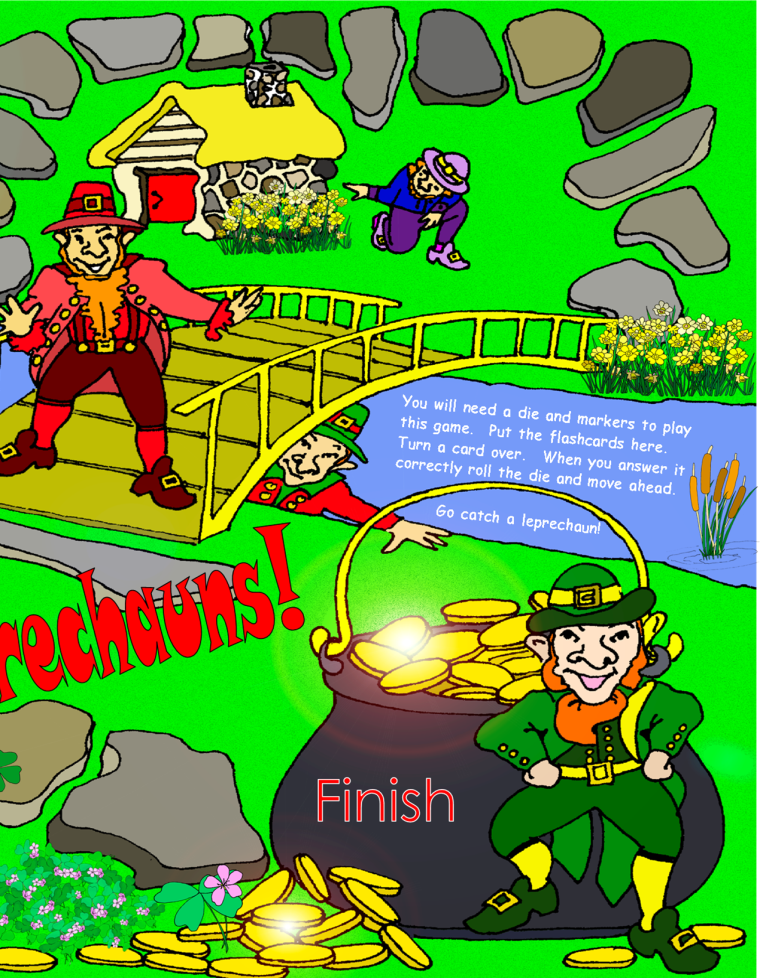 You will need a die and markers to play
this game. Put the flashcards here.
Turn a card over. When you answer it
correctly roll the die and move ahead.
Go catch a leprechaun!
rechauns!
Finish